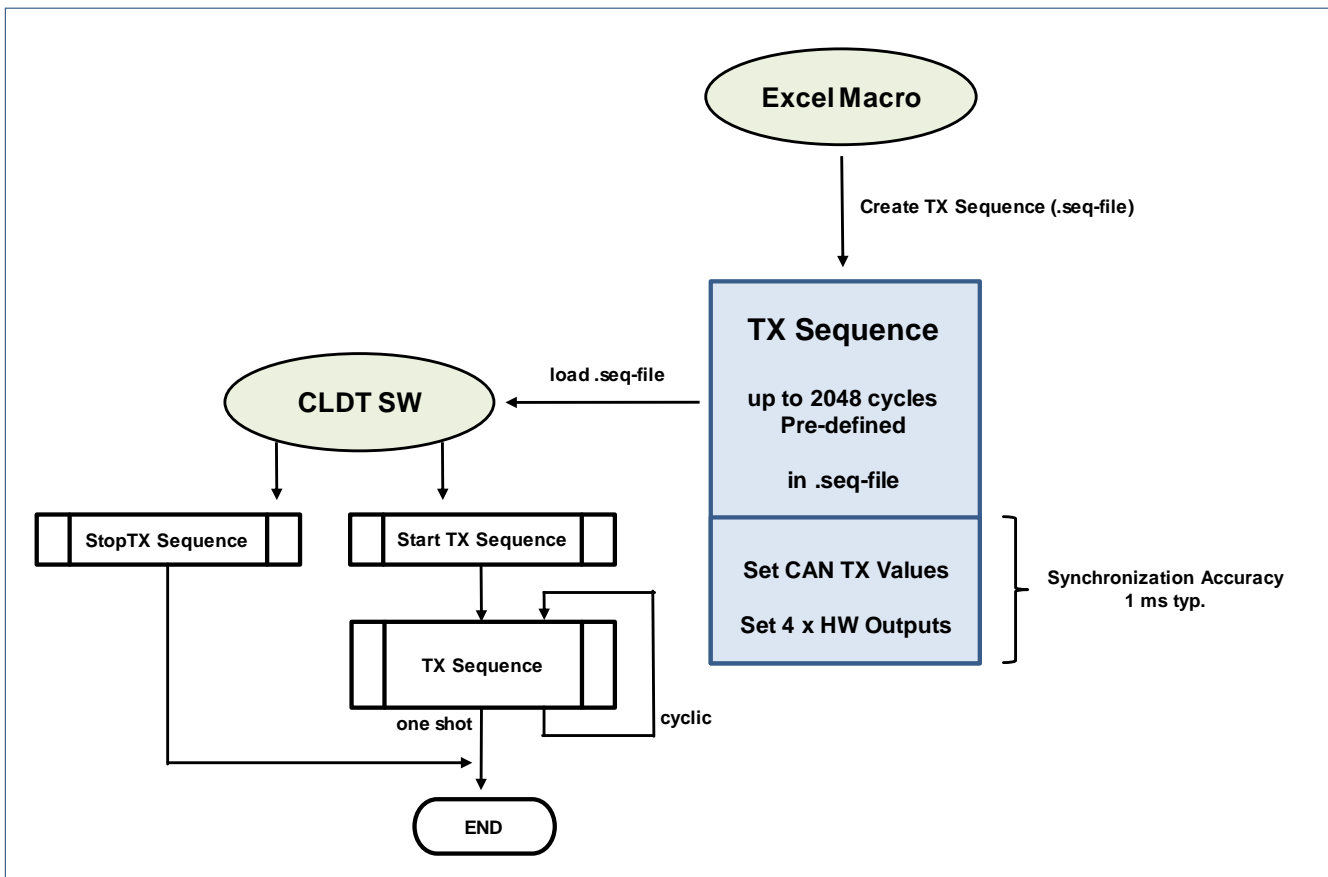 Excel Macro
Create TX Sequence (.seq-file)
TX Sequence
up to 2048 cycles
Pre-defined
in .seq-file
Set CAN TX Values
Set 4 x HW Outputs
Synchronization Accuracy
1 ms typ.
load .seq-file
CLDT SW
StopTX Sequence
Start TX Sequence
TX Sequence
one shot
cyclic
END